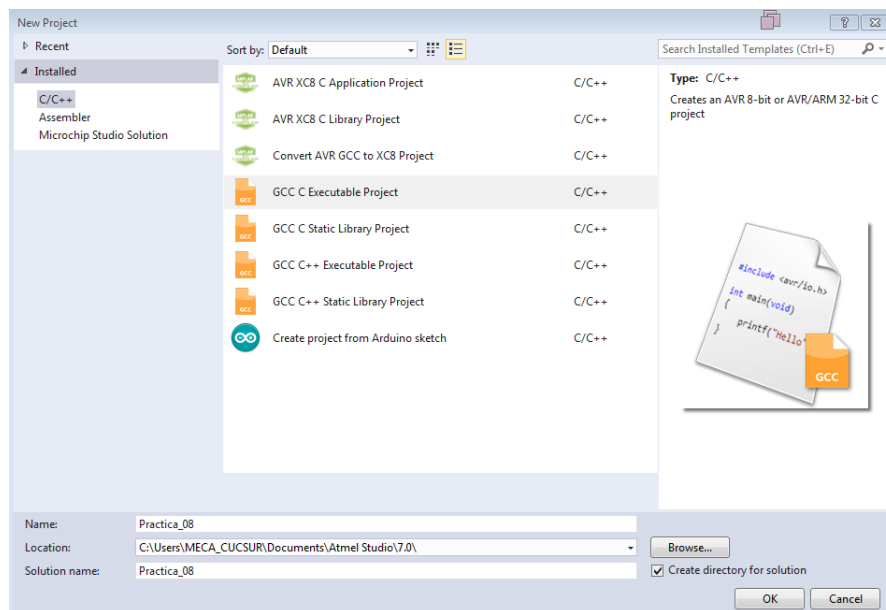 New Project
Recent
Installed
C/C++
Assembler
Microchip Studio Solution
Sort by: Default
Search Installed Templates (Ctrl+E)
AVR XC8 C Application Project C/C++
AVR XC8 C Library Project C/C++
Convert AVR GCC to XC8 Project C/C++
GCC C Executable Project C/C++
GCC C Static Library Project C/C++
GCC C++ Executable Project C/C++
GCC C++ Static Library Project C/C++
Create project from Arduino sketch C/C++
Type: C/C++
Creates an AVR 8-bit or AVR/ARM 32-bit C
project
#include <avr/io.h>
int main(void)
{
printf("Hello"
}
GCC
Name: Practica_08
Location: C:\Users\MECA_CUCSUR\Documents\Atmel Studio\7.0\ Browse...
Solution name: Practica_08 Create directory for solution
OK Cancel